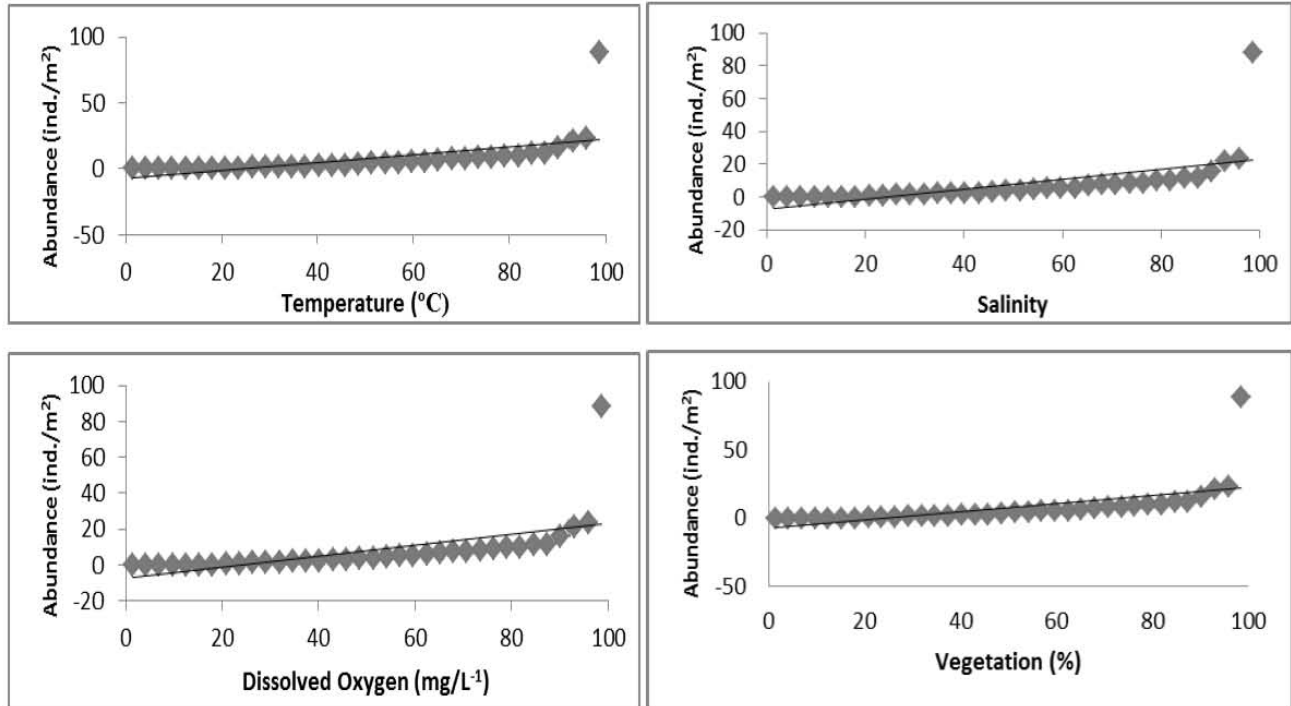 Abundance (ind./m²)
100
50
0
-50
0 20 40 60 80 100
Temperature (°C)
Abundance (ind./m²)
100
80
60
40
20
0
-20
0 20 40 60 80 100
Salinity
Abundance (ind./m²)
100
80
60
40
20
0
-20
0 20 40 60 80 100
Dissolved Oxygen (mg/L⁻¹)
Abundance (ind./m²)
100
50
0
-50
0 20 40 60 80 100
Vegetation (%)